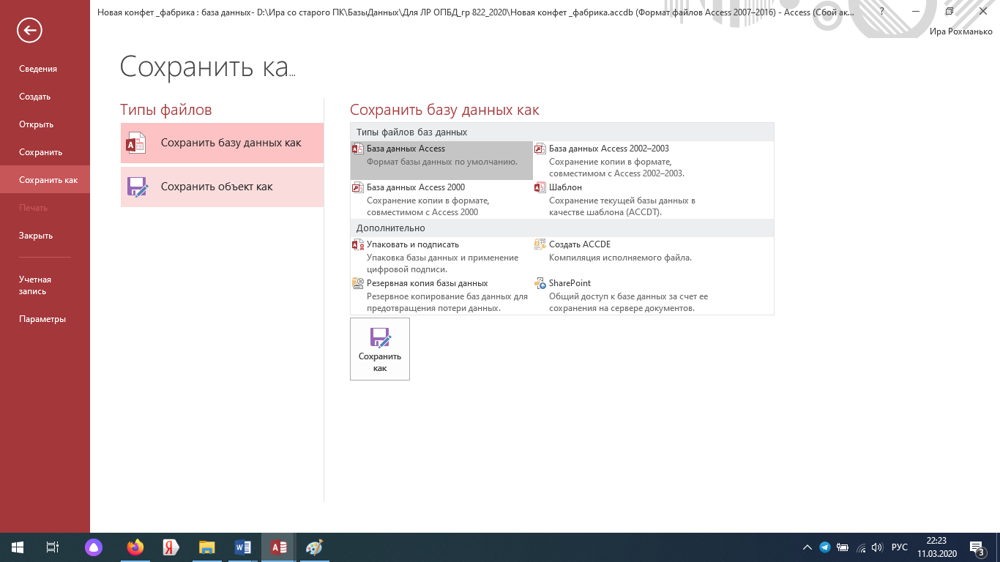 Новая конфет _фабрика : база данных- D:\Ира со старого ПК\БазыДанных\Для ЛР ОПБД_гр 822_2020\Новая конфет _фабрика.accdb (Формат файлов Access 2007–2016) - Access (Сбой ак...
?
Ира Рохманько
Сведения
Создать
Открыть
Сохранить
Сохранить как
Печать
Закрыть
Учетная
запись
Параметры
Сохранить ка...
Типы файлов
Сохранить базу данных как
Сохранить объект как
Сохранить базу данных как
Типы файлов баз данных
База данных Access
Формат базы данных по умолчанию.
База данных Access 2002–2003
Сохранение копии в формате,
совместимом с Access 2002–2003.
База данных Access 2000
Сохранение копии в формате,
совместимом с Access 2000
Шаблон
Сохранение текущей базы данных в
качестве шаблона (ACCDT).
Дополнительно
Упаковать и подписать
Упаковка базы данных и применение
цифровой подписи.
Создать ACCDE
Компиляция исполняемого файла.
Резервная копия базы данных
Резервное копирование баз данных для
предотвращения потери данных.
SharePoint
Общий доступ к базе данных за счет ее
сохранения на сервере документов.
Сохранить
как
РУС
22:23
11.03.2020
3